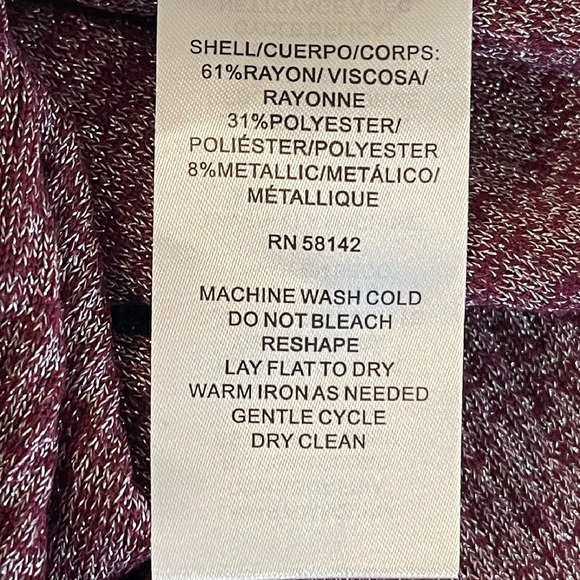 SHELL/CUERPO/CORPS:
61%RAYON/ VISCOSA/
RAYONNE
31%POLYESTER/
POLIÉSTER/POLYESTER
8%METALLIC/METÁLICO/
MÉTALLIQUE
RN 58142
MACHINE WASH COLD
DO NOT BLEACH
RESHAPE
LAY FLAT TO DRY
WARM IRON AS NEEDED
GENTLE CYCLE
DRY CLEAN